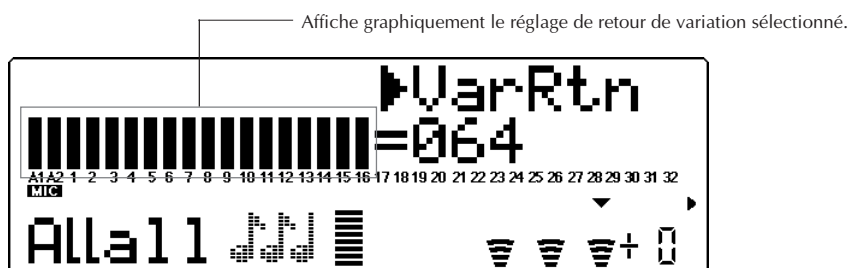 Affiche graphiquement le réglage de retour de variation sélectionné.
VarRtn
=064
A1 A2 1 2 3 4 5 6 7 8 9 10 11 12 13 14 15 16 17 18 19 20 21 22 23 24 25 26 27 28 29 30 31 32
MIC
Allall + 0